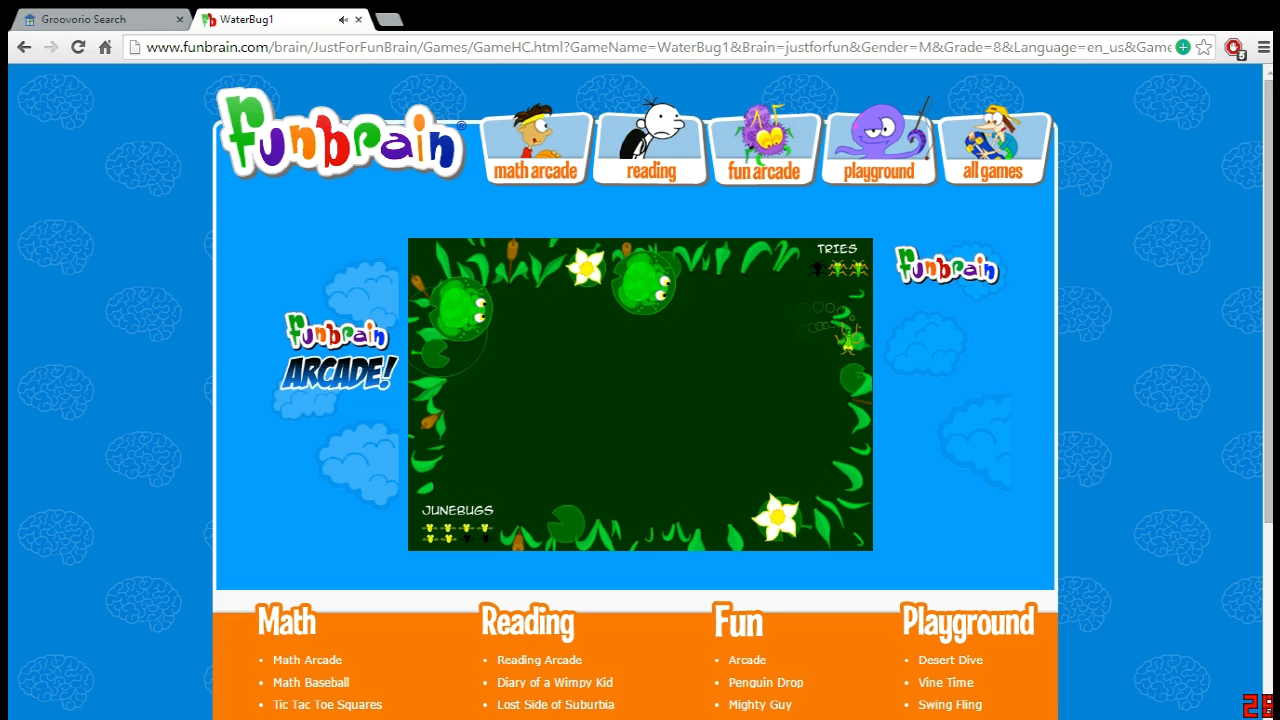 Groovorio Search
WaterBug1
www.funbrain.com/brain/JustForFunBrain/Games/GameHC.html?GameName=WaterBug1&Brain=justforfun&Gender=M&Grade=8&Language=en_us&Game
5
funbrain®
math arcade
reading
fun arcade
playground
all games
TRIES
funbrain
funbrain
ARCADE!
JUNEBUGS
Math
Reading
Fun
Playground
• Math Arcade
• Reading Arcade
• Arcade
• Desert Dive
• Math Baseball
• Diary of a Wimpy Kid
• Penguin Drop
• Vine Time
• Tic Tac Toe Squares
• Lost Side of Suburbia
• Mighty Guy
• Swing Fling